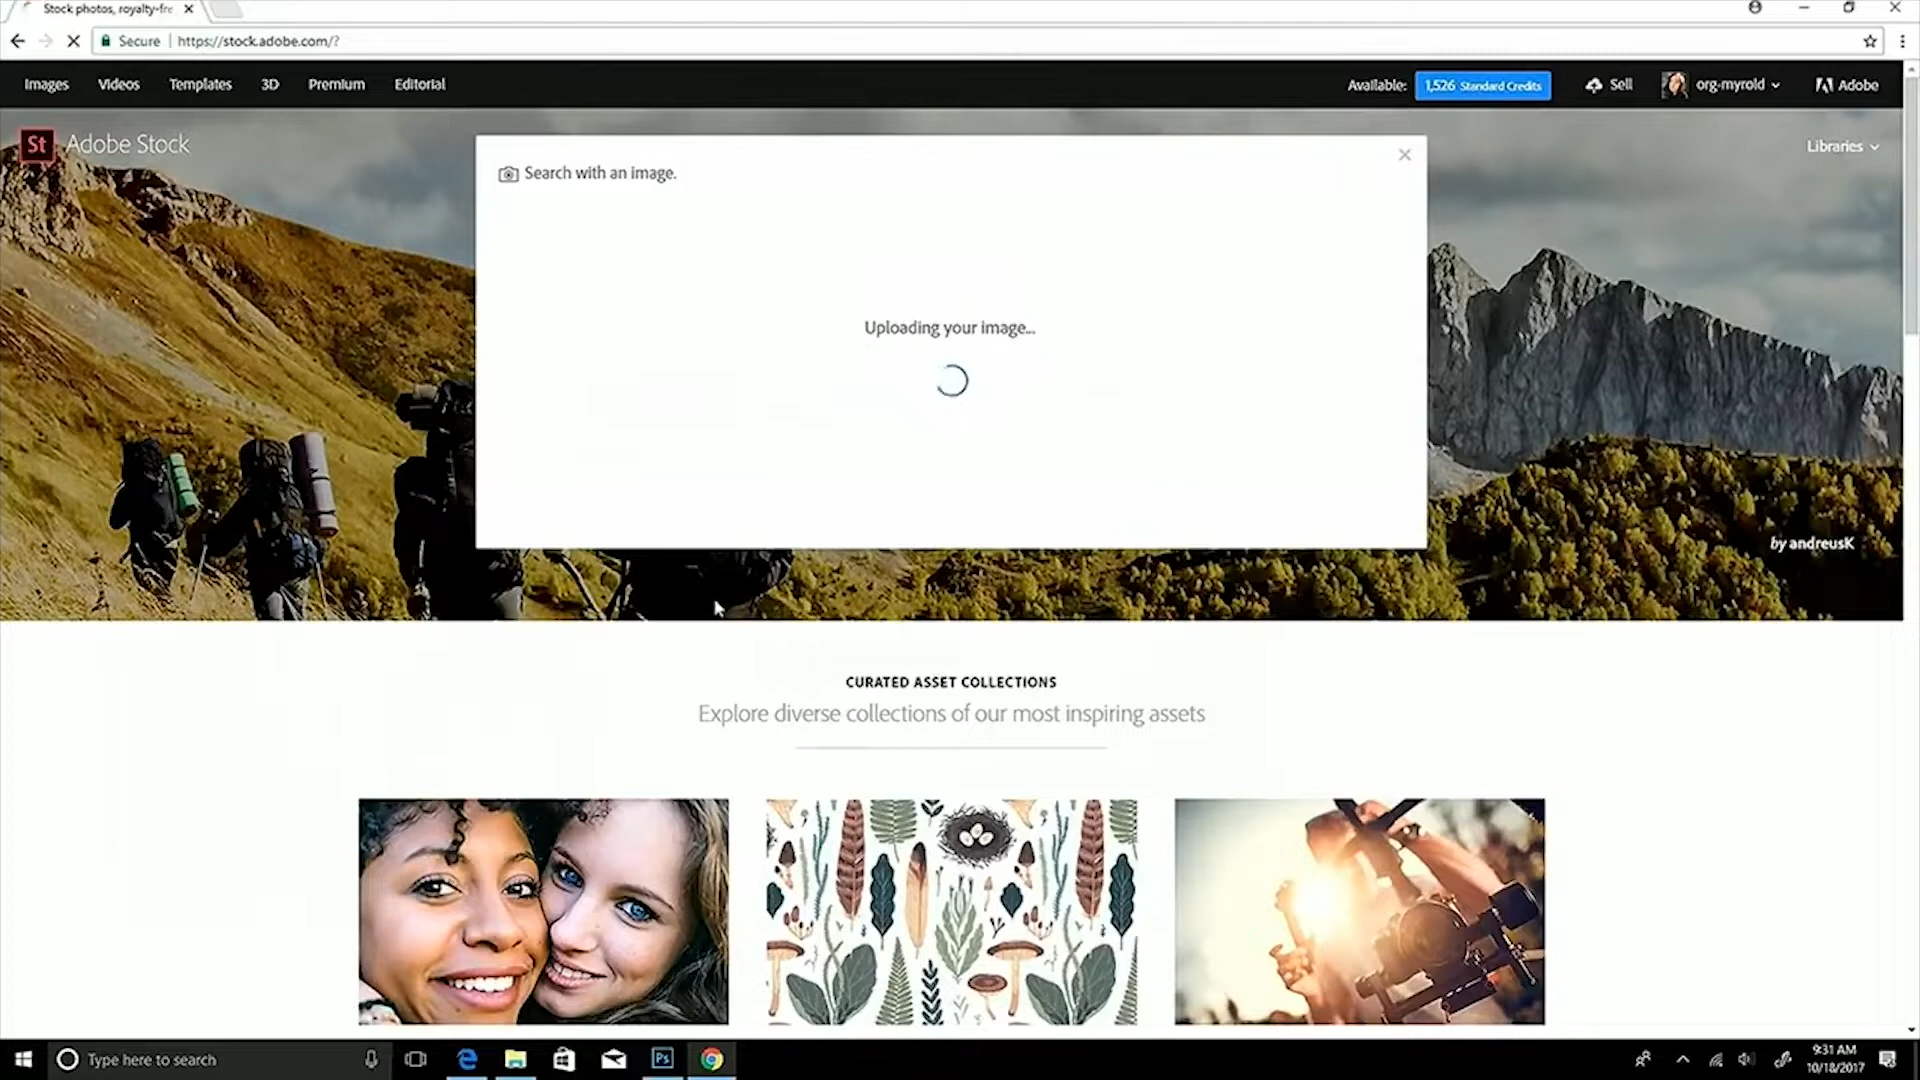 Stock photos, royalty-fre
Secure https://stock.adobe.com/?
Images Videos Templates 3D Premium Editorial
Available: 1,526 Standard Credits Sell org-myrold Adobe
St Adobe Stock
Libraries
Search with an image.
Uploading your image...
by andreusK
CURATED ASSET COLLECTIONS
Explore diverse collections of our most inspiring assets
Type here to search
Ps
9:31 AM
10/18/2017